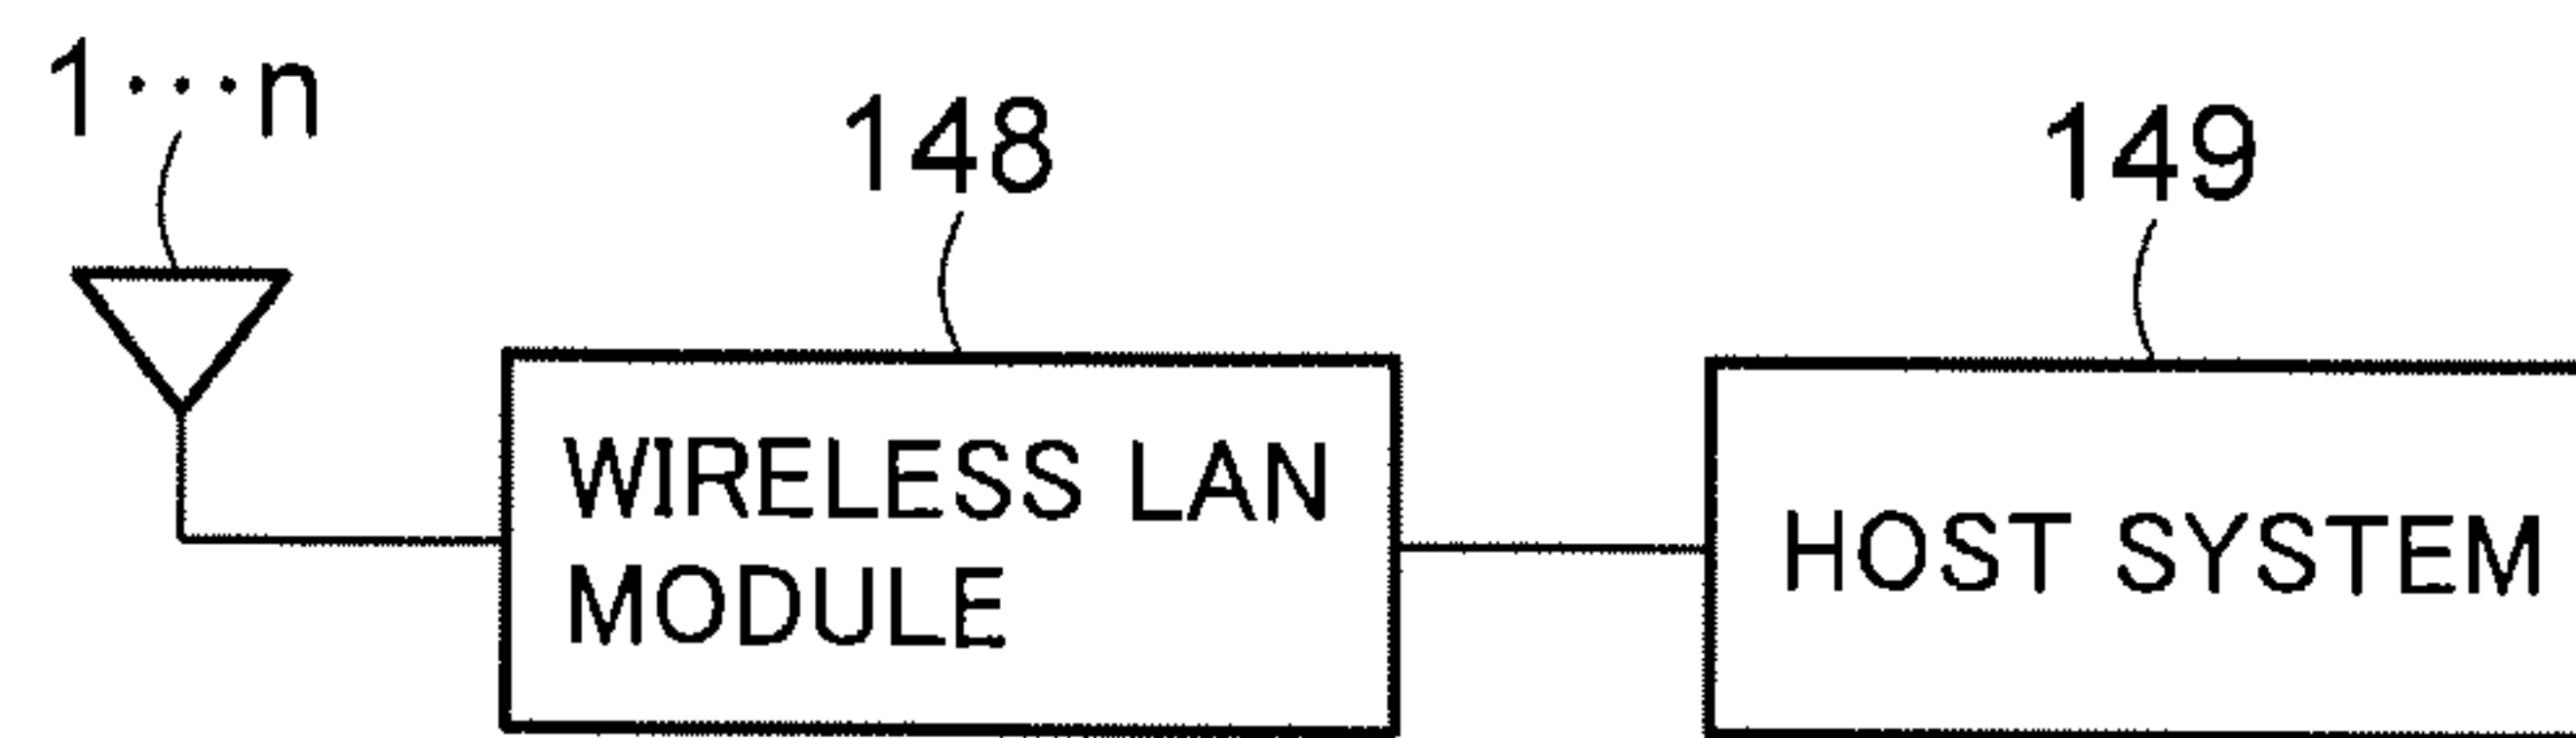 1···n
148
149
WIRELESS LAN
MODULE
HOST SYSTEM